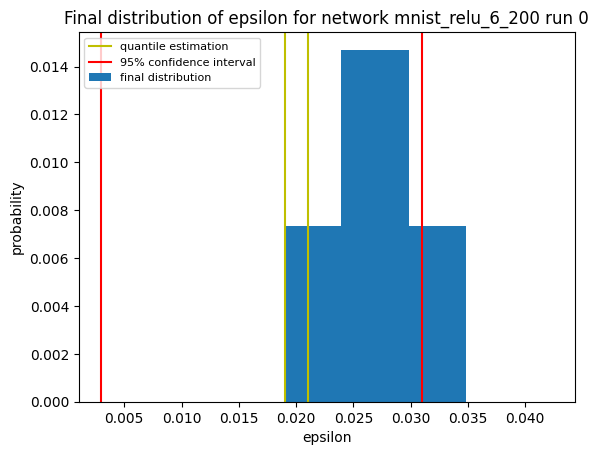 Final distribution of epsilon for network mnist_relu_6_200 run 0
quantile estimation
95% confidence interval
final distribution
0.014
0.012
0.010
0.008
0.006
0.004
0.002
0.000
probability
0.005 0.010 0.015 0.020 0.025 0.030 0.035 0.040
epsilon